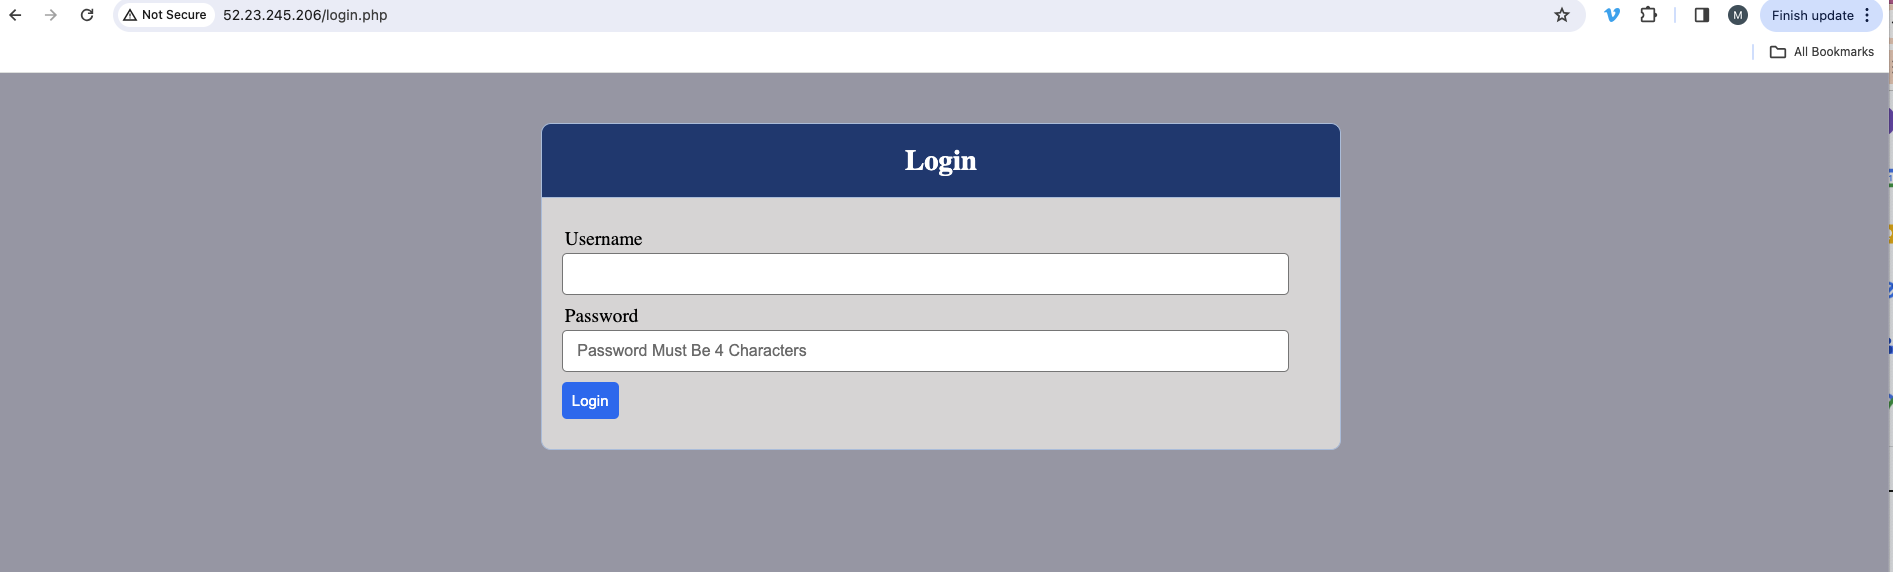 Not Secure 52.23.245.206/login.php M Finish update
All Bookmarks
Login
Username
Password
Password Must Be 4 Characters
Login